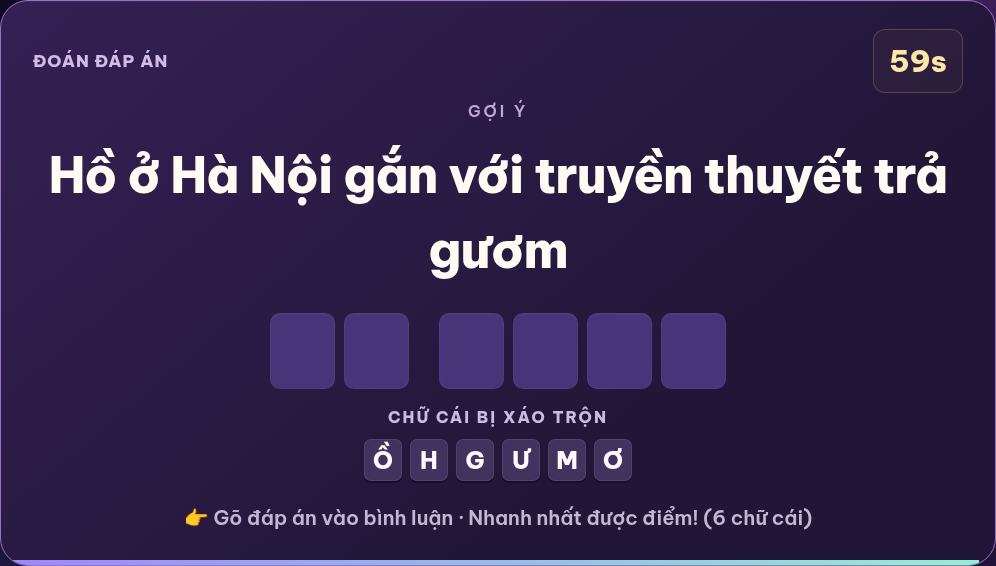 ĐOÁN ĐÁP ÁN
59s
GỢI Ý
Hồ ở Hà Nội gắn với truyền thuyết trả
gươm
CHỮ CÁI BỊ XÁO TRỘN
Ồ H G Ư M Ơ
👉 Gõ đáp án vào bình luận · Nhanh nhất được điểm! (6 chữ cái)